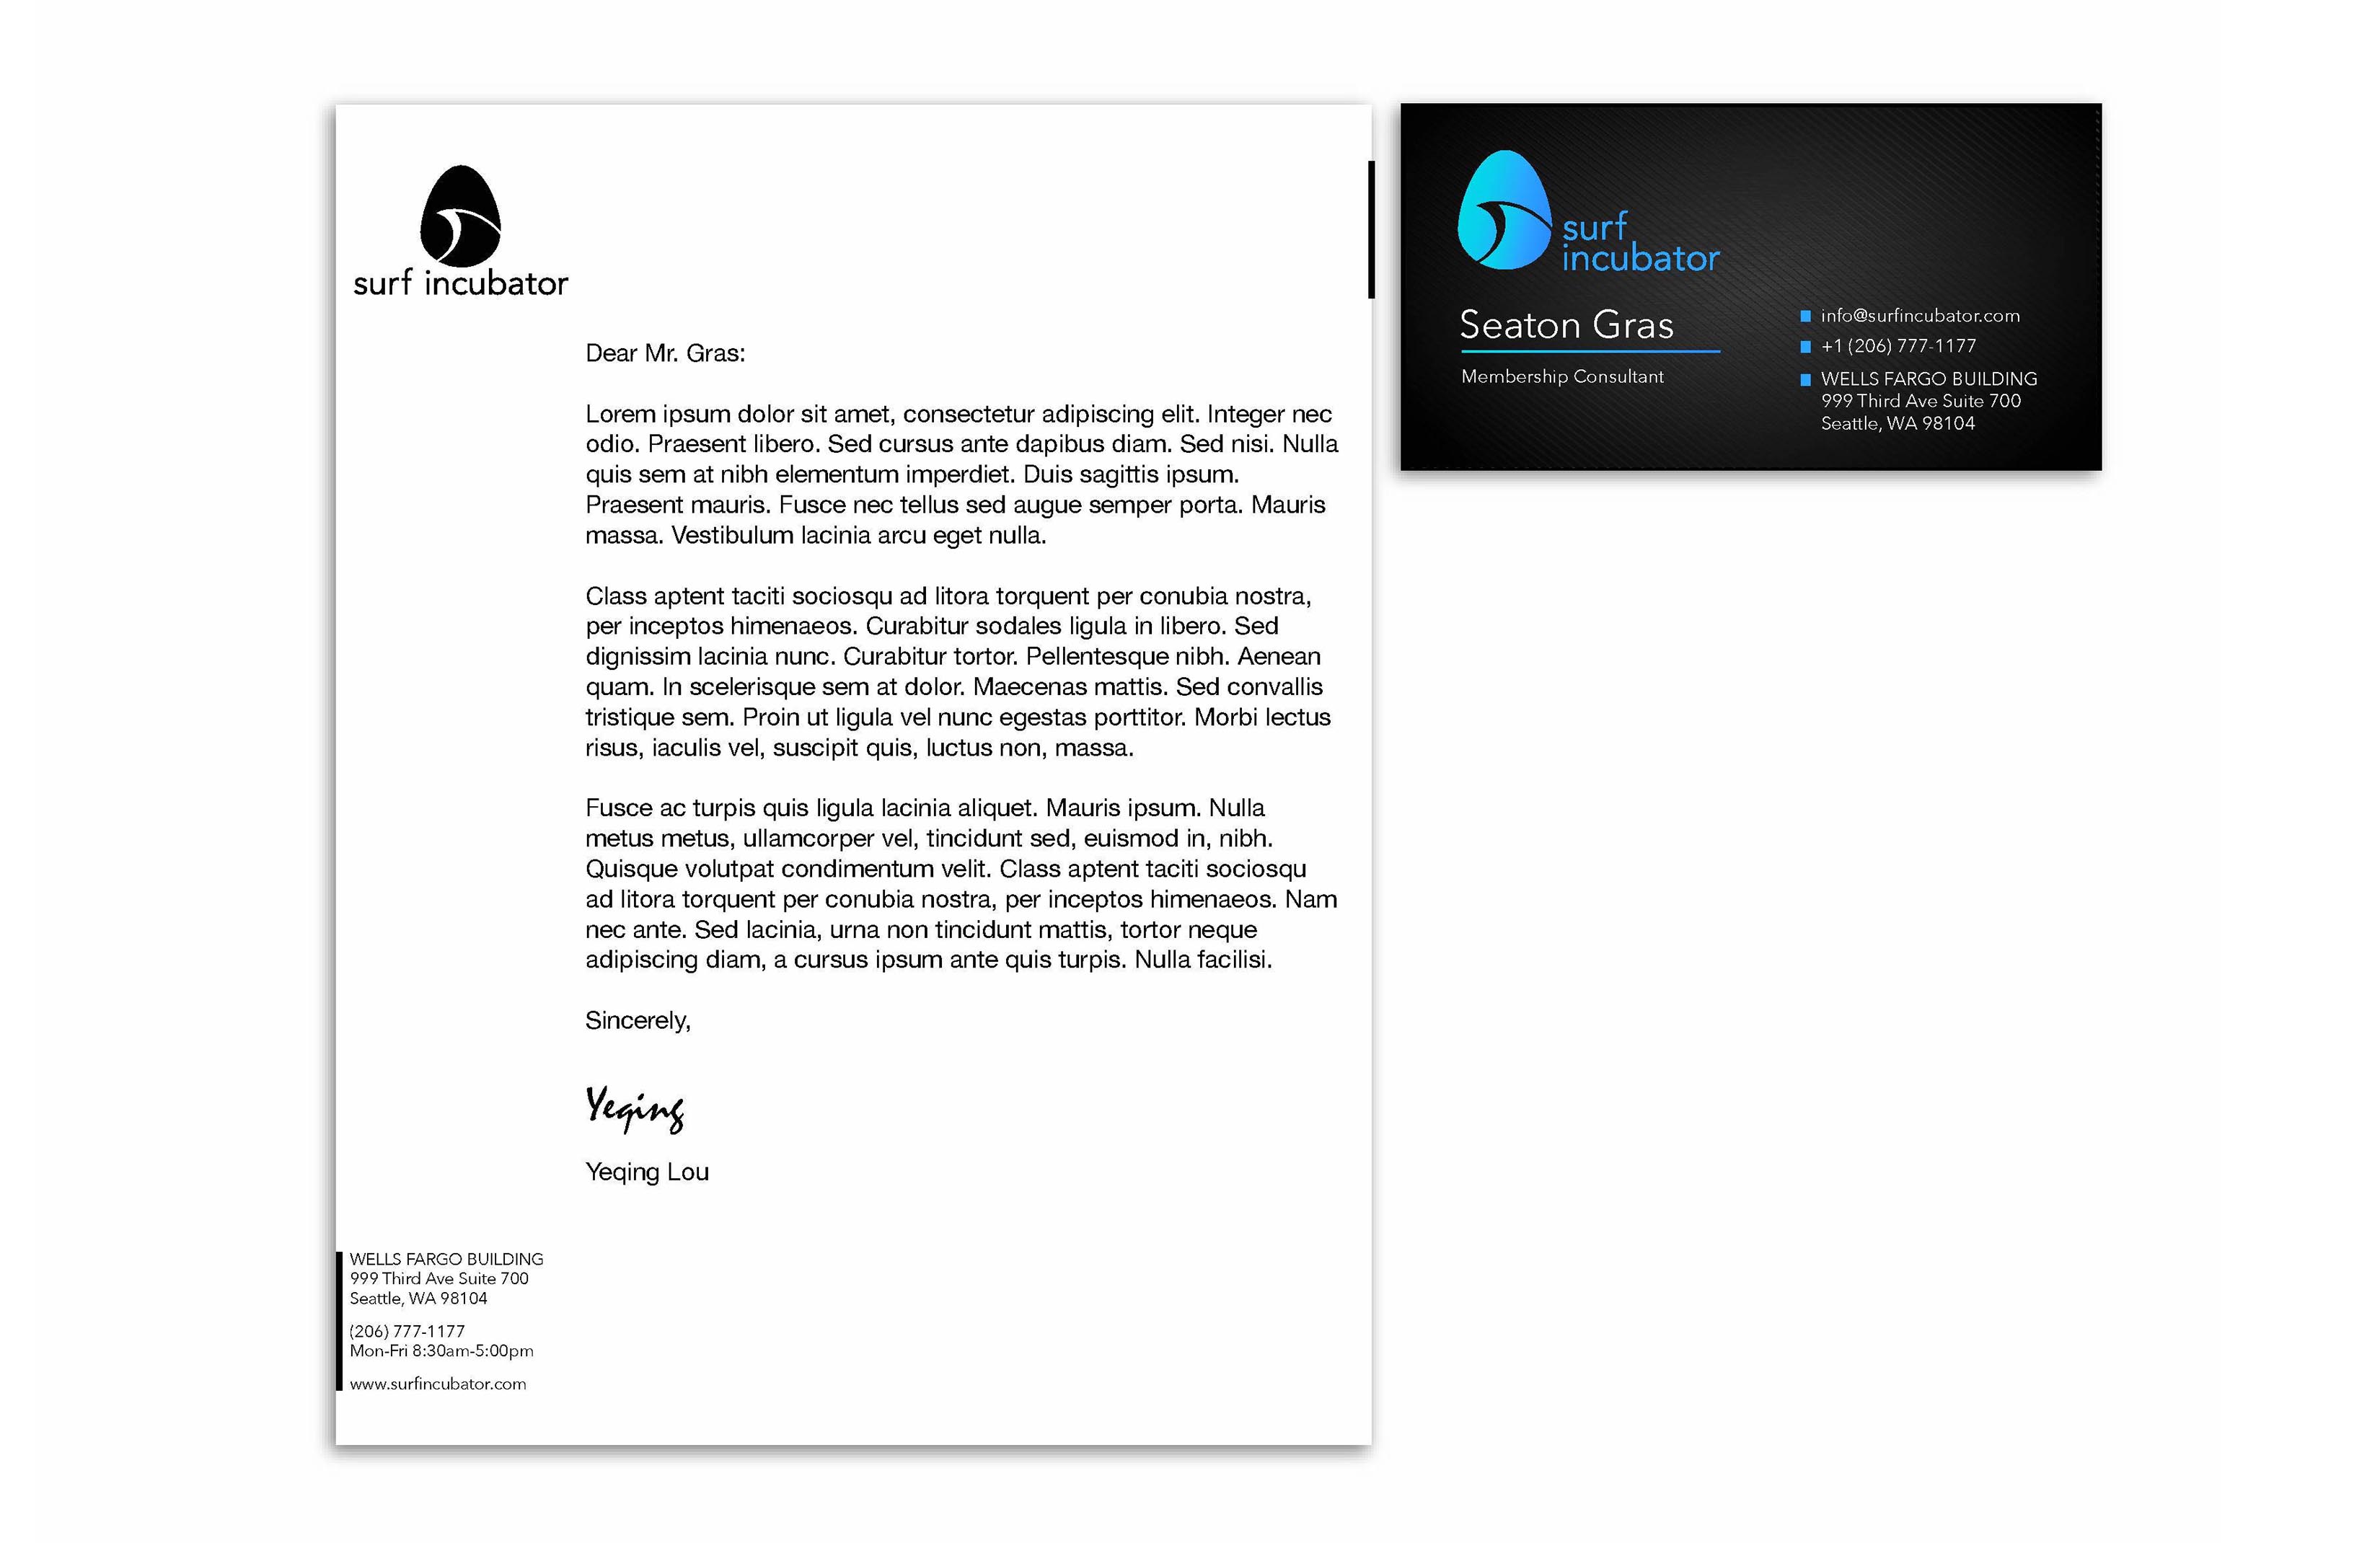 surf incubator
Dear Mr. Gras:
Lorem ipsum dolor sit amet, consectetur adipiscing elit. Integer nec
odio. Praesent libero. Sed cursus ante dapibus diam. Sed nisi. Nulla
quis sem at nibh elementum imperdiet. Duis sagittis ipsum.
Praesent mauris. Fusce nec tellus sed augue semper porta. Mauris
massa. Vestibulum lacinia arcu eget nulla.
Class aptent taciti sociosqu ad litora torquent per conubia nostra,
per inceptos himenaeos. Curabitur sodales ligula in libero. Sed
dignissim lacinia nunc. Curabitur tortor. Pellentesque nibh. Aenean
quam. In scelerisque sem at dolor. Maecenas mattis. Sed convallis
tristique sem. Proin ut ligula vel nunc egestas porttitor. Morbi lectus
risus, iaculis vel, suscipit quis, luctus non, massa.
Fusce ac turpis quis ligula lacinia aliquet. Mauris ipsum. Nulla
metus metus, ullamcorper vel, tincidunt sed, euismod in, nibh.
Quisque volutpat condimentum velit. Class aptent taciti sociosqu
ad litora torquent per conubia nostra, per inceptos himenaeos. Nam
nec ante. Sed lacinia, urna non tincidunt mattis, tortor neque
adipiscing diam, a cursus ipsum ante quis turpis. Nulla facilisi.
Sincerely,
Yeqing
Yeqing Lou
WELLS FARGO BUILDING
999 Third Ave Suite 700
Seattle, WA 98104
(206) 777-1177
Mon-Fri 8:30am-5:00pm
www.surfincubator.com
surf
incubator
Seaton Gras
Membership Consultant
info@surfincubator.com
+1 (206) 777-1177
WELLS FARGO BUILDING
999 Third Ave Suite 700
Seattle, WA 98104